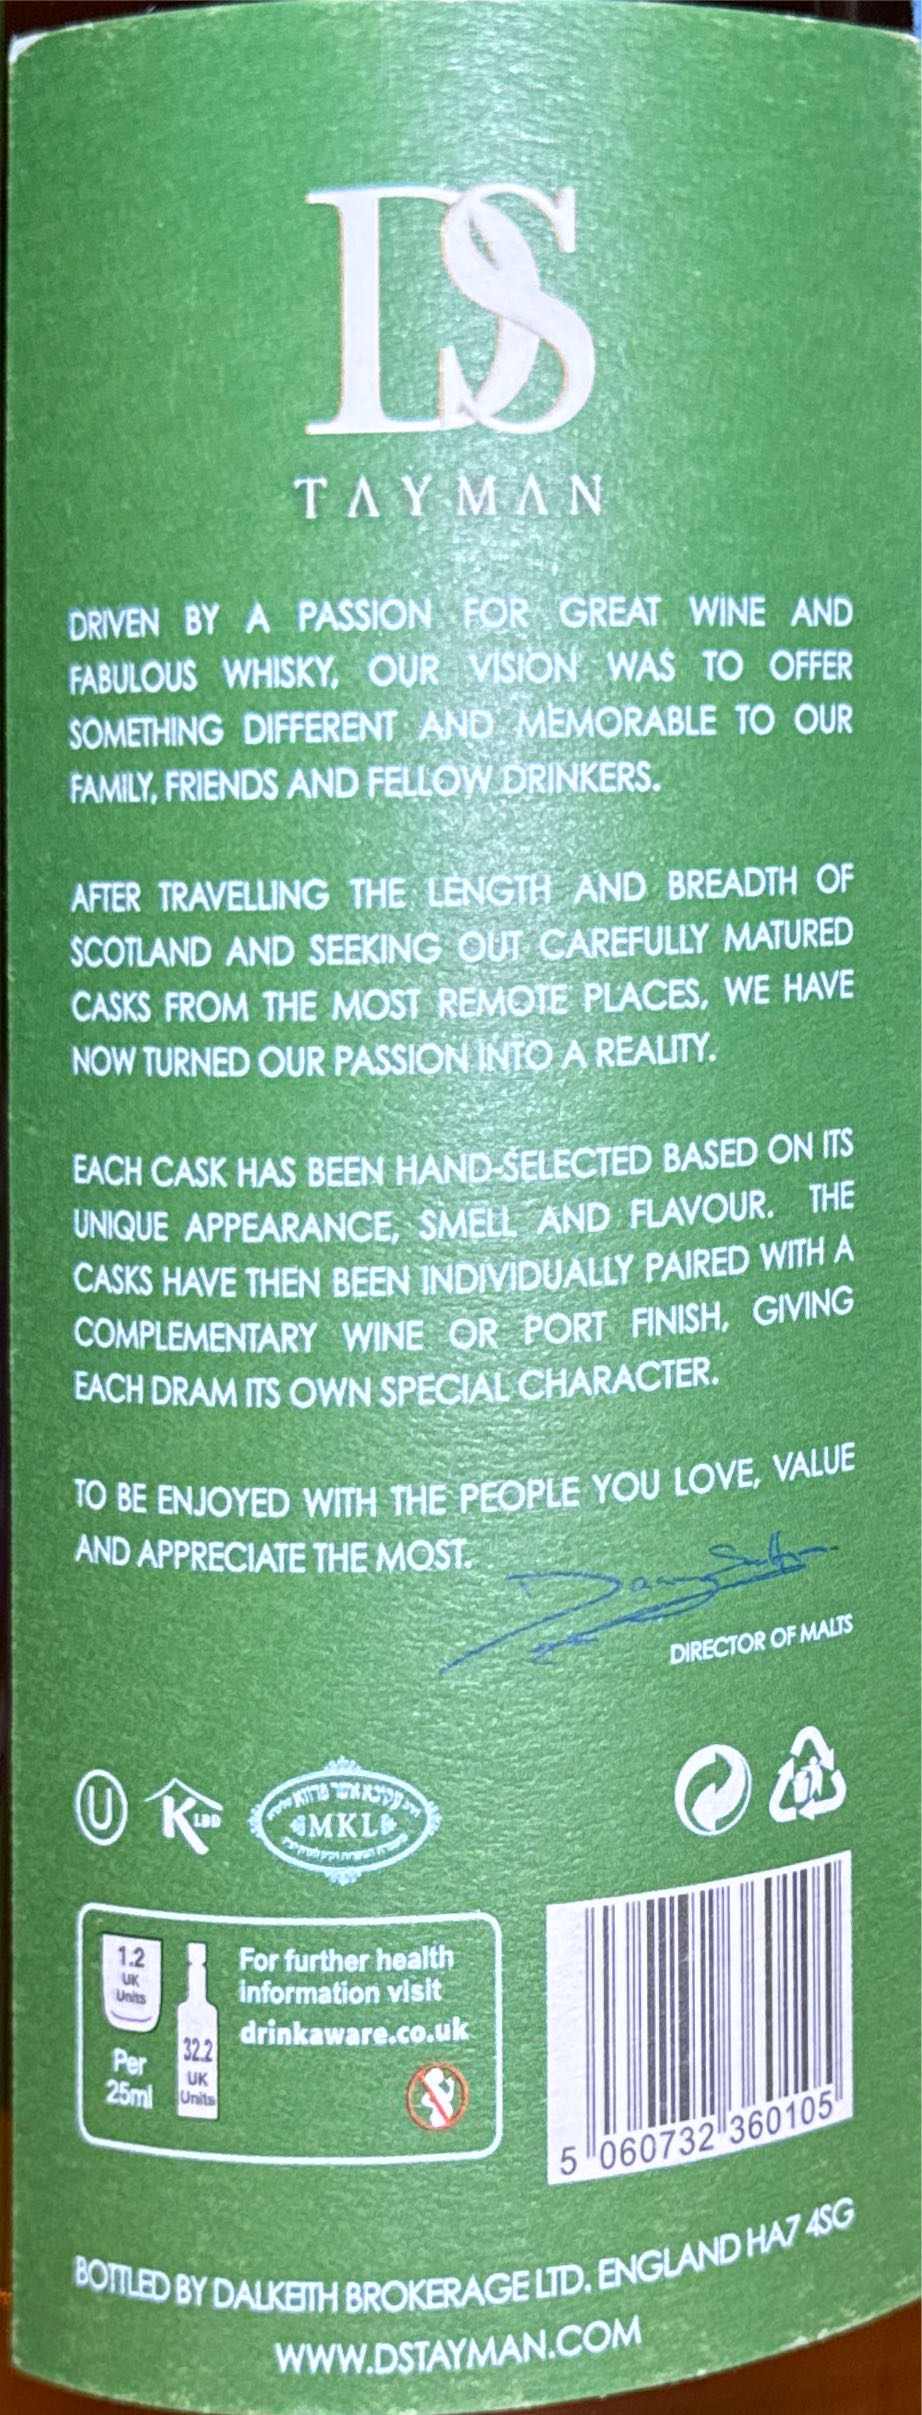 DS
TAYMAN
DRIVEN BY A PASSION FOR GREAT WINE AND
FABULOUS WHISKY, OUR VISION WAS TO OFFER
SOMETHING DIFFERENT AND MEMORABLE TO OUR
FAMILY, FRIENDS AND FELLOW DRINKERS.
AFTER TRAVELLING THE LENGTH AND BREADTH OF
SCOTLAND AND SEEKING OUT CAREFULLY MATURED
CASKS FROM THE MOST REMOTE PLACES, WE HAVE
NOW TURNED OUR PASSION INTO A REALITY.
EACH CASK HAS BEEN HAND-SELECTED BASED ON ITS
UNIQUE APPEARANCE, SMELL AND FLAVOUR. THE
CASKS HAVE THEN BEEN INDIVIDUALLY PAIRED WITH A
COMPLEMENTARY WINE OR PORT FINISH, GIVING
EACH DRAM ITS OWN SPECIAL CHARACTER.
TO BE ENJOYED WITH THE PEOPLE YOU LOVE, VALUE
AND APPRECIATE THE MOST.
DIRECTOR OF MALTS
U
K LBD
עקיבא אשר פדווא
MKL
1.2
UK
Units
Per
25ml
32.2
UK
Units
For further health
information visit
drinkaware.co.uk
5 060732 360105
BOTTLED BY DALKEITH BROKERAGE LTD. ENGLAND HA7 4SG
WWW.DSTAYMAN.COM